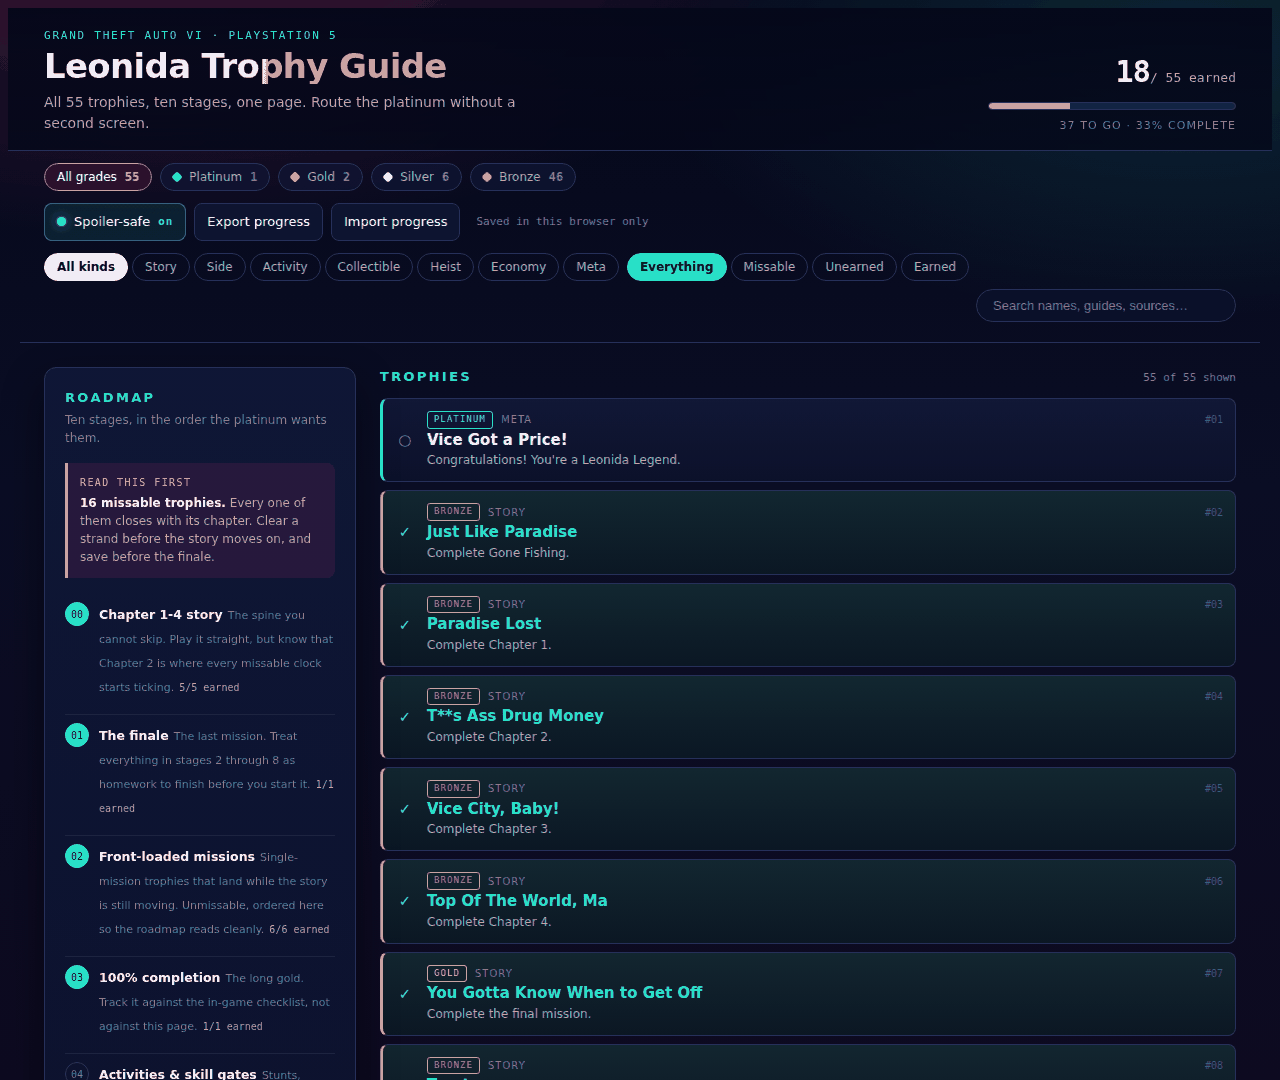 GRAND THEFT AUTO VI · PLAYSTATION 5
Leonida Trophy Guide
All 55 trophies, ten stages, one page. Route the platinum without a
second screen.
18/ 55 earned
37 TO GO · 33% COMPLETE
All grades 55
Platinum 1
Gold 2
Silver 6
Bronze 46
Spoiler-safe on
Export progress
Import progress
Saved in this browser only
All kinds
Story
Side
Activity
Collectible
Heist
Economy
Meta
Everything
Missable
Unearned
Earned
Search names, guides, sources…
ROADMAP
Ten stages, in the order the platinum wants
them.
READ THIS FIRST
16 missable trophies. Every one of
them closes with its chapter. Clear a
strand before the story moves on, and
save before the finale.
00 Chapter 1-4 story The spine you
cannot skip. Play it straight, but know that
Chapter 2 is where every missable clock
starts ticking. 5/5 earned
01 The finale The last mission. Treat
everything in stages 2 through 8 as
homework to finish before you start it. 1/1
earned
02 Front-loaded missions Single-
mission trophies that land while the story
is still moving. Unmissable, ordered here
so the roadmap reads cleanly. 6/6 earned
03 100% completion The long gold.
Track it against the in-game checklist, not
against this page. 1/1 earned
04 Activities & skill gates Stunts,
TROPHIES
55 of 55 shown
PLATINUM META #01
Vice Got a Price!
Congratulations! You're a Leonida Legend.
BRONZE STORY #02
✓ Just Like Paradise
Complete Gone Fishing.
BRONZE STORY #03
✓ Paradise Lost
Complete Chapter 1.
BRONZE STORY #04
✓ T**s Ass Drug Money
Complete Chapter 2.
BRONZE STORY #05
✓ Vice City, Baby!
Complete Chapter 3.
BRONZE STORY #06
✓ Top Of The World, Ma
Complete Chapter 4.
GOLD STORY #07
✓ You Gotta Know When to Get Off
Complete the final mission.
BRONZE STORY #08